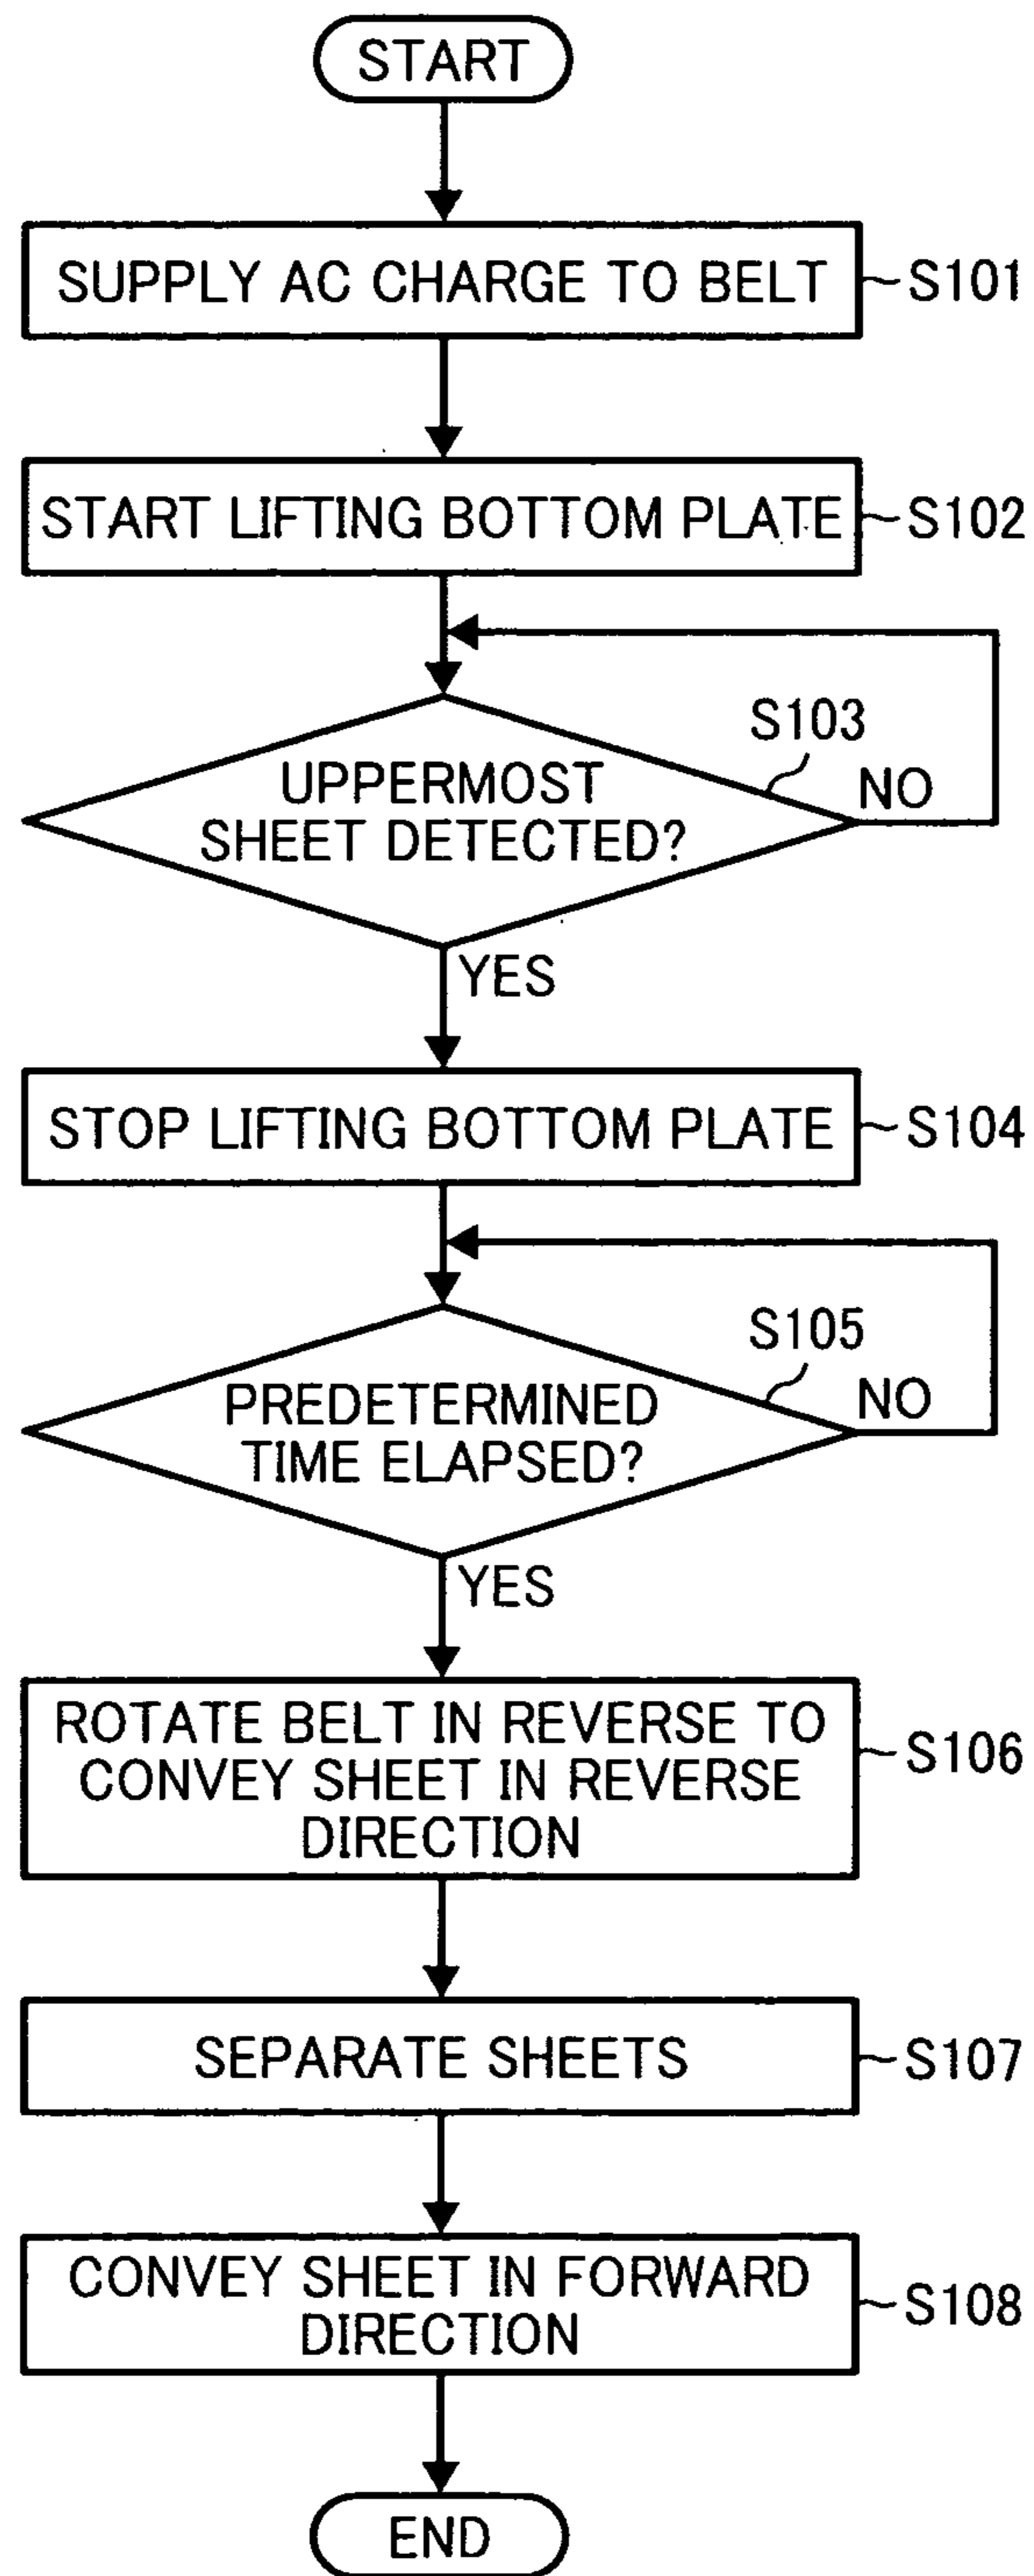 START
SUPPLY AC CHARGE TO BELT
S101
START LIFTING BOTTOM PLATE
S102
S103
UPPERMOST
SHEET DETECTED?
NO
YES
STOP LIFTING BOTTOM PLATE
S104
S105
PREDETERMINED
TIME ELAPSED?
NO
YES
ROTATE BELT IN REVERSE TO
CONVEY SHEET IN REVERSE
DIRECTION
S106
SEPARATE SHEETS
S107
CONVEY SHEET IN FORWARD
DIRECTION
S108
END